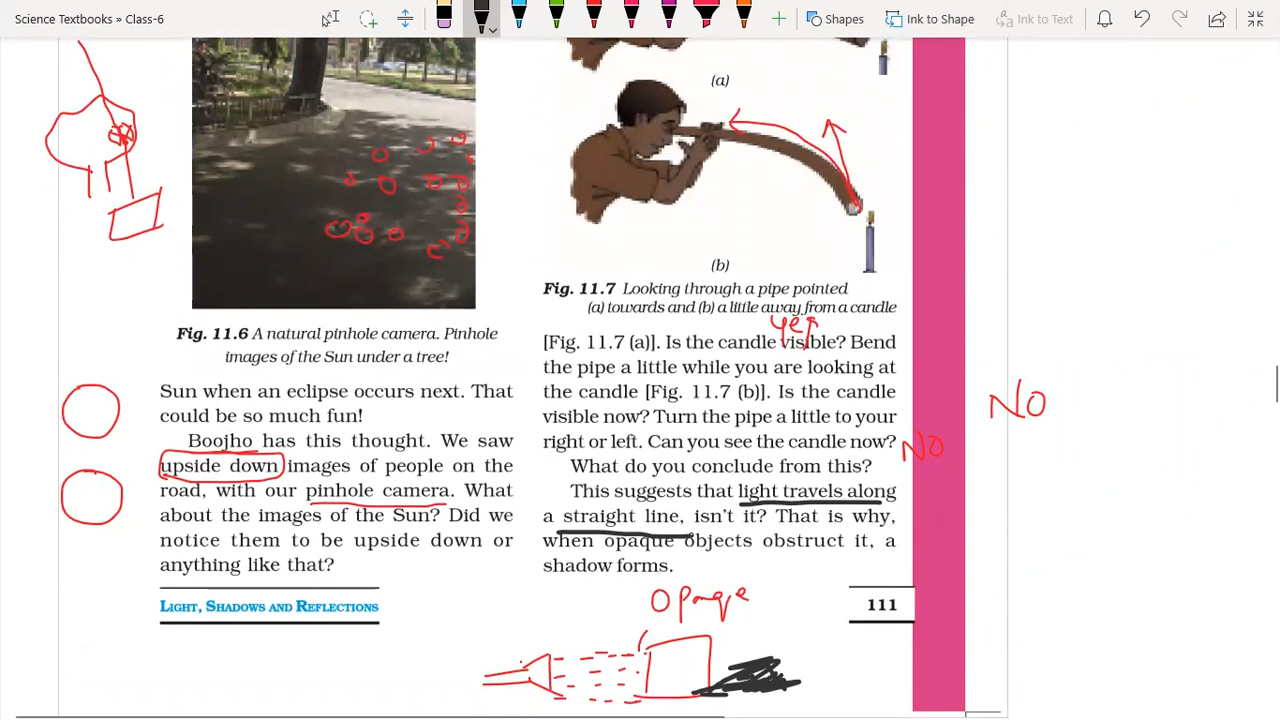 Science Textbooks » Class-6
Shapes
Ink to Shape
Ink to Text
Fig. 11.6 A natural pinhole camera. Pinhole
images of the Sun under a tree!
Sun when an eclipse occurs next. That
could be so much fun!
Boojho has this thought. We saw
upside down images of people on the
road, with our pinhole camera. What
about the images of the Sun? Did we
notice them to be upside down or
anything like that?
LIGHT, SHADOWS AND REFLECTIONS
(a)
(b)
Fig. 11.7 Looking through a pipe pointed
(a) towards and (b) a little away from a candle
yes
[Fig. 11.7 (a)]. Is the candle visible? Bend
the pipe a little while you are looking at
the candle [Fig. 11.7 (b)]. Is the candle
visible now? Turn the pipe a little to your
right or left. Can you see the candle now?
NO
NO
What do you conclude from this?
This suggests that light travels along
a straight line, isn't it? That is why,
when opaque objects obstruct it, a
shadow forms.
111
Opaque